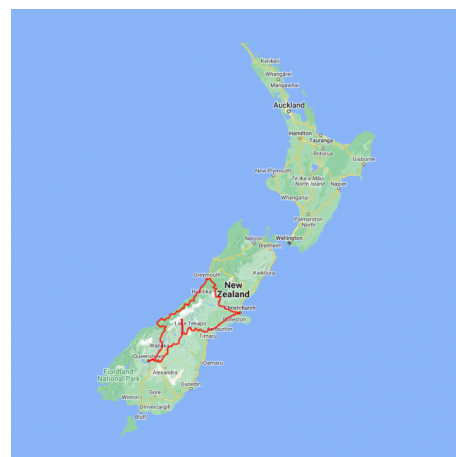 Kerikeri
Whangārei
Mangawhai
Auckland
Hamilton
Tauranga
Rotorua
Gisborne
New Plymouth
Te Ika-a-Māui
/ North Island
Napier
Whanganui
Palmerston
North
Nelson
Wellington
Blenheim
Kaikōura
Greymouth
New
Zealand
Christchurch
Rolleston
Lake Tekapo
Timaru
Wanaka
Queenstown
Oamaru
Fiordland
National Park
Alexandra
Dunedin
Gore
Winton
Invercargill
Bluff